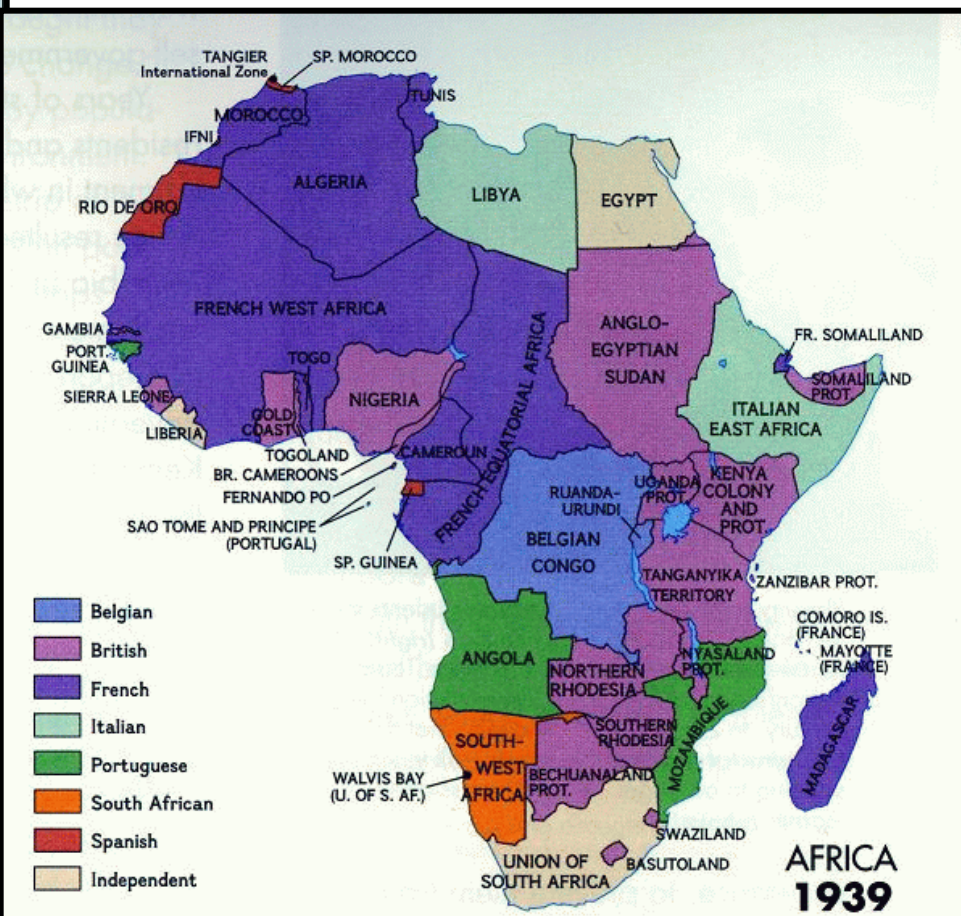 TANGIER
International Zone
SP. MOROCCO
TUNIS
MOROCCO
IFNI
ALGERIA
LIBYA
EGYPT
RIO DE ORO
FRENCH WEST AFRICA
GAMBIA
PORT.
GUINEA
SIERRA LEONE
LIBERIA
TOGO
GOLD
COAST
NIGERIA
TOGOLAND
BR. CAMEROONS
CAMEROUN
FERNANDO PO
SAO TOME AND PRINCIPE
(PORTUGAL)
SP. GUINEA
FRENCH EQUATORIAL AFRICA
ANGLO-
EGYPTIAN
SUDAN
FR. SOMALILAND
SOMALILAND
PROT.
ITALIAN
EAST AFRICA
UGANDA
PROT.
KENYA
COLONY
AND
PROT.
RUANDA-
URUNDI
BELGIAN
CONGO
TANGANYIKA
TERRITORY
ZANZIBAR PROT.
COMORO IS.
(FRANCE)
MAYOTTE
(FRANCE)
ANGOLA
NORTHERN
RHODESIA
NYASALAND
PROT.
MOZAMBIQUE
MADAGASCAR
SOUTHERN
RHODESIA
SOUTH-
WEST
AFRICA
WALVIS BAY
(U. OF S. AF.)
BECHUANALAND
PROT.
SWAZILAND
BASUTOLAND
UNION OF
SOUTH AFRICA
Belgian
British
French
Italian
Portuguese
South African
Spanish
Independent
AFRICA
1939